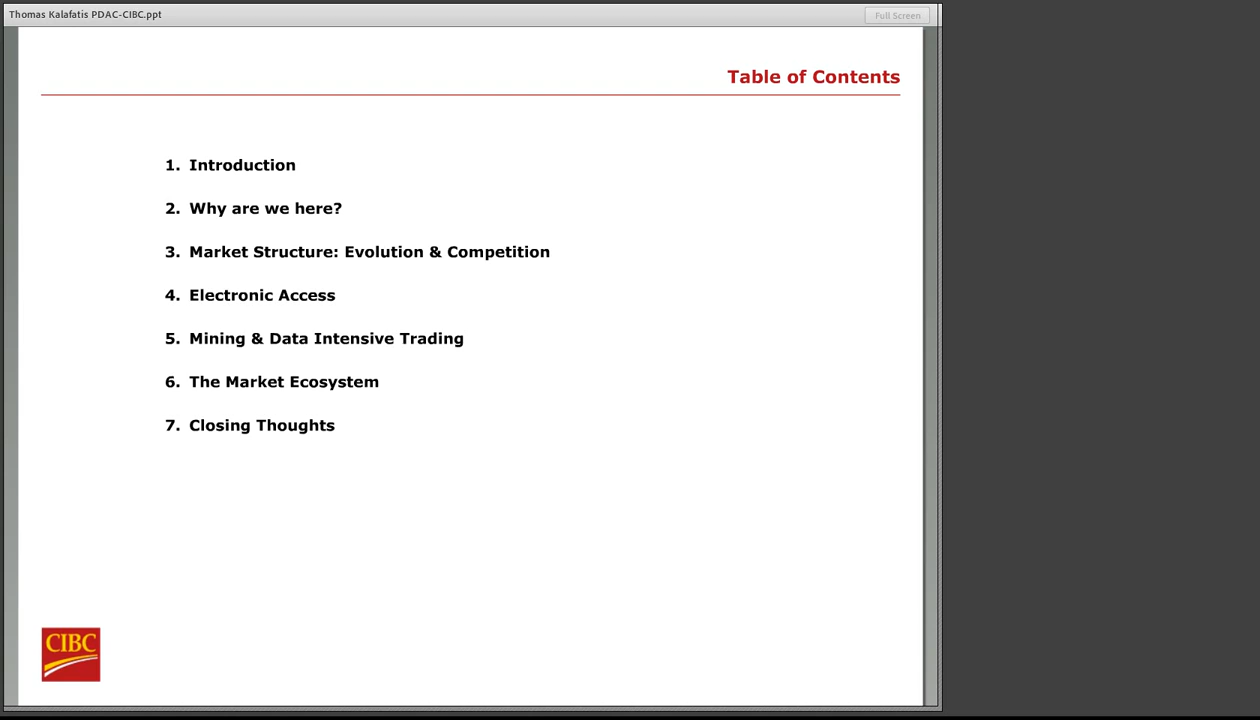 Thomas Kalafatis PDAC-CIBC.ppt
Full Screen
Table of Contents
1. Introduction
2. Why are we here?
3. Market Structure: Evolution & Competition
4. Electronic Access
5. Mining & Data Intensive Trading
6. The Market Ecosystem
7. Closing Thoughts
CIBC